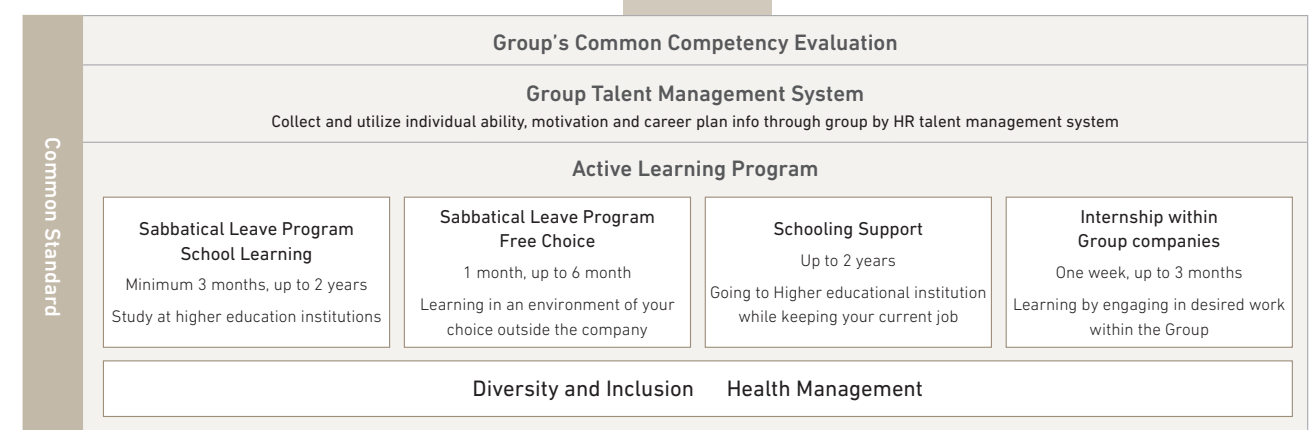 Common Standard
Group’s Common Competency Evaluation
Group Talent Management System
Collect and utilize individual ability, motivation and career plan info through group by HR talent management system
Active Learning Program
Sabbatical Leave Program
School Learning
Minimum 3 months, up to 2 years
Study at higher education institutions
Sabbatical Leave Program
Free Choice
1 month, up to 6 month
Learning in an environment of your
choice outside the company
Schooling Support
Up to 2 years
Going to Higher educational institution
while keeping your current job
Internship within
Group companies
One week, up to 3 months
Learning by engaging in desired work
within the Group
Diversity and Inclusion Health Management